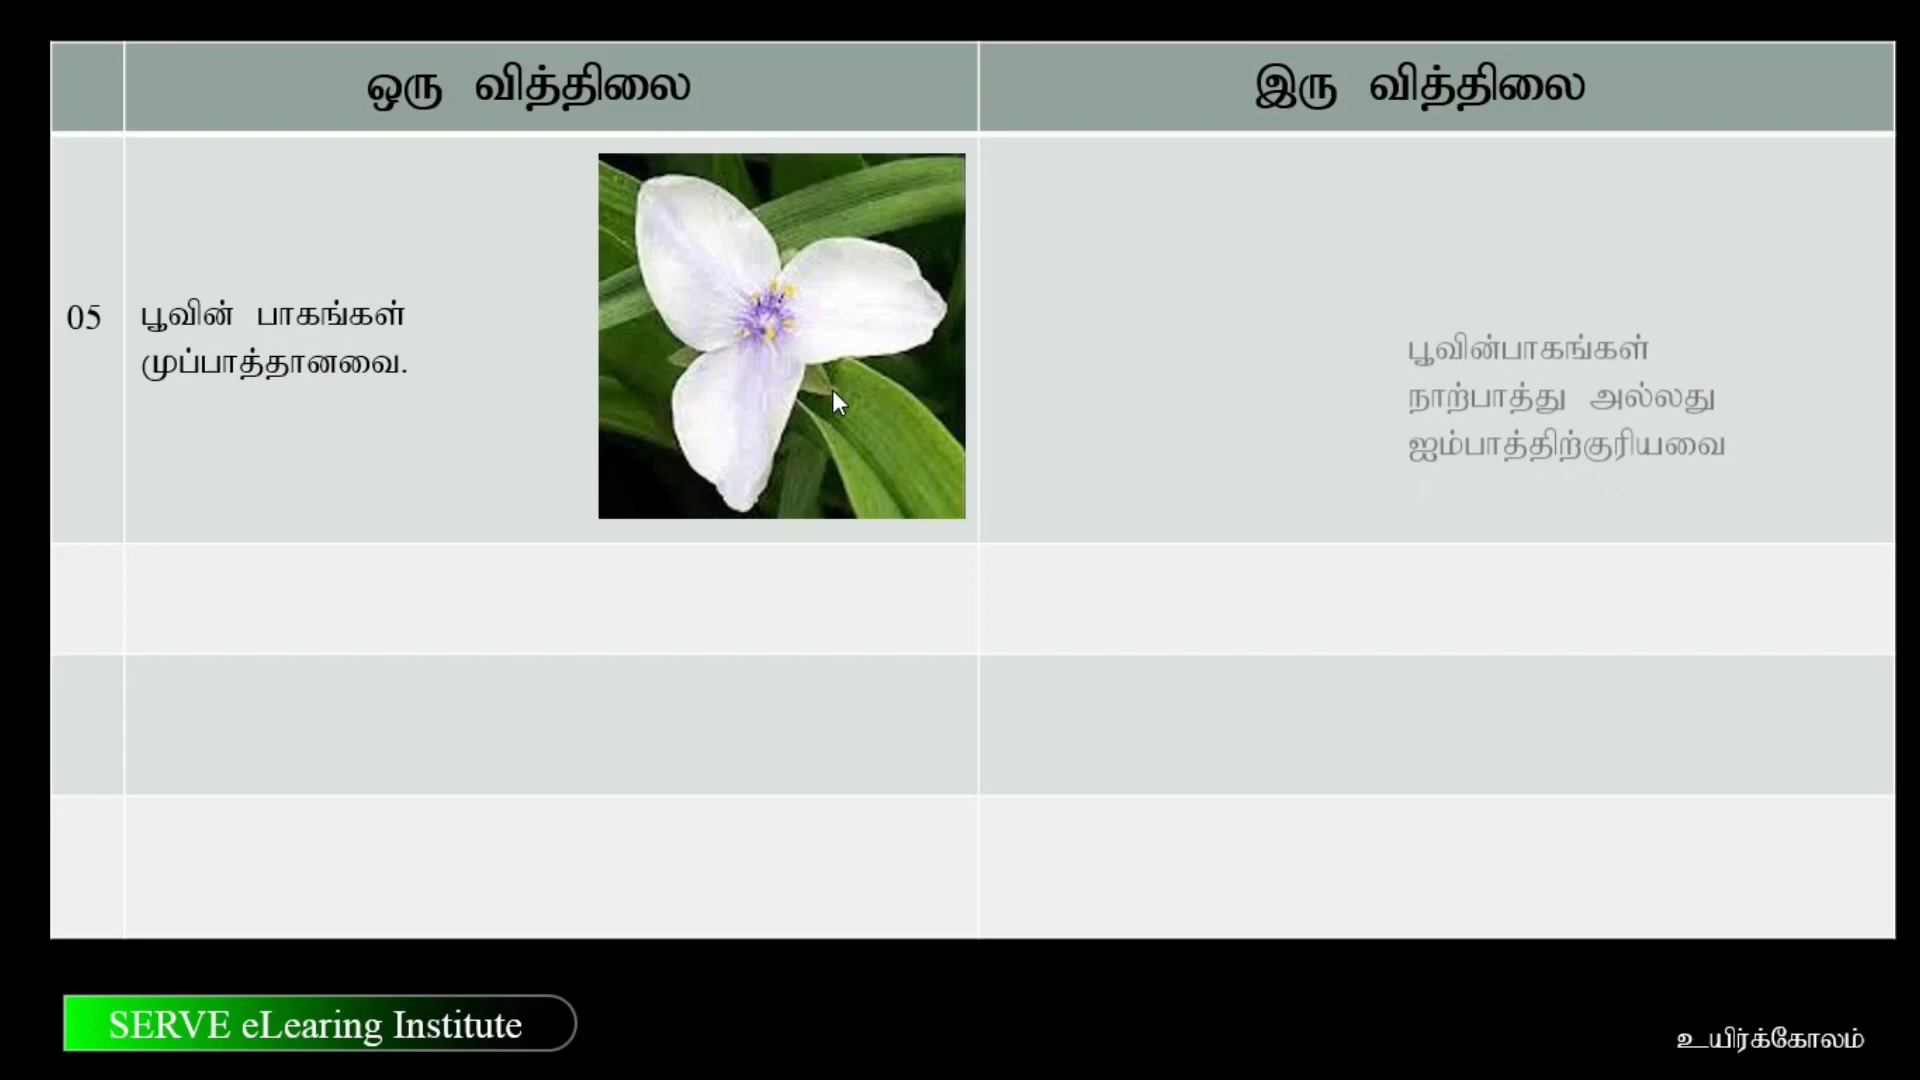 ஒரு வித்திலை
இரு வித்திலை
05
பூவின் பாகங்கள்
முப்பாத்தானவை.
பூவின்பாகங்கள்
நாற்பாத்து அல்லது
ஐம்பாத்திற்குரியவை
SERVE eLearing Institute
உயிர்க்கோலம்